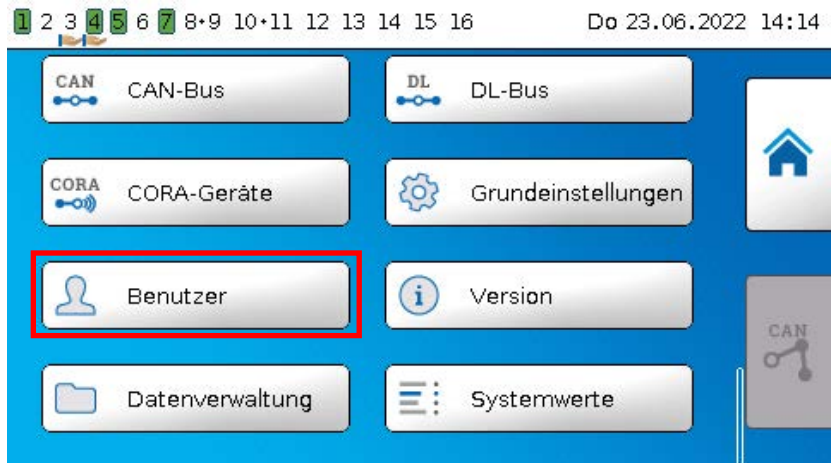 1 2 3 4 5 6 7 8+9 10+11 12 13 14 15 16 Do 23.06.2022 14:14
CAN CAN-Bus DL DL-Bus
CORA CORA-Geräte Grundeinstellungen
Benutzer i Version
CAN
Datenverwaltung Systemwerte